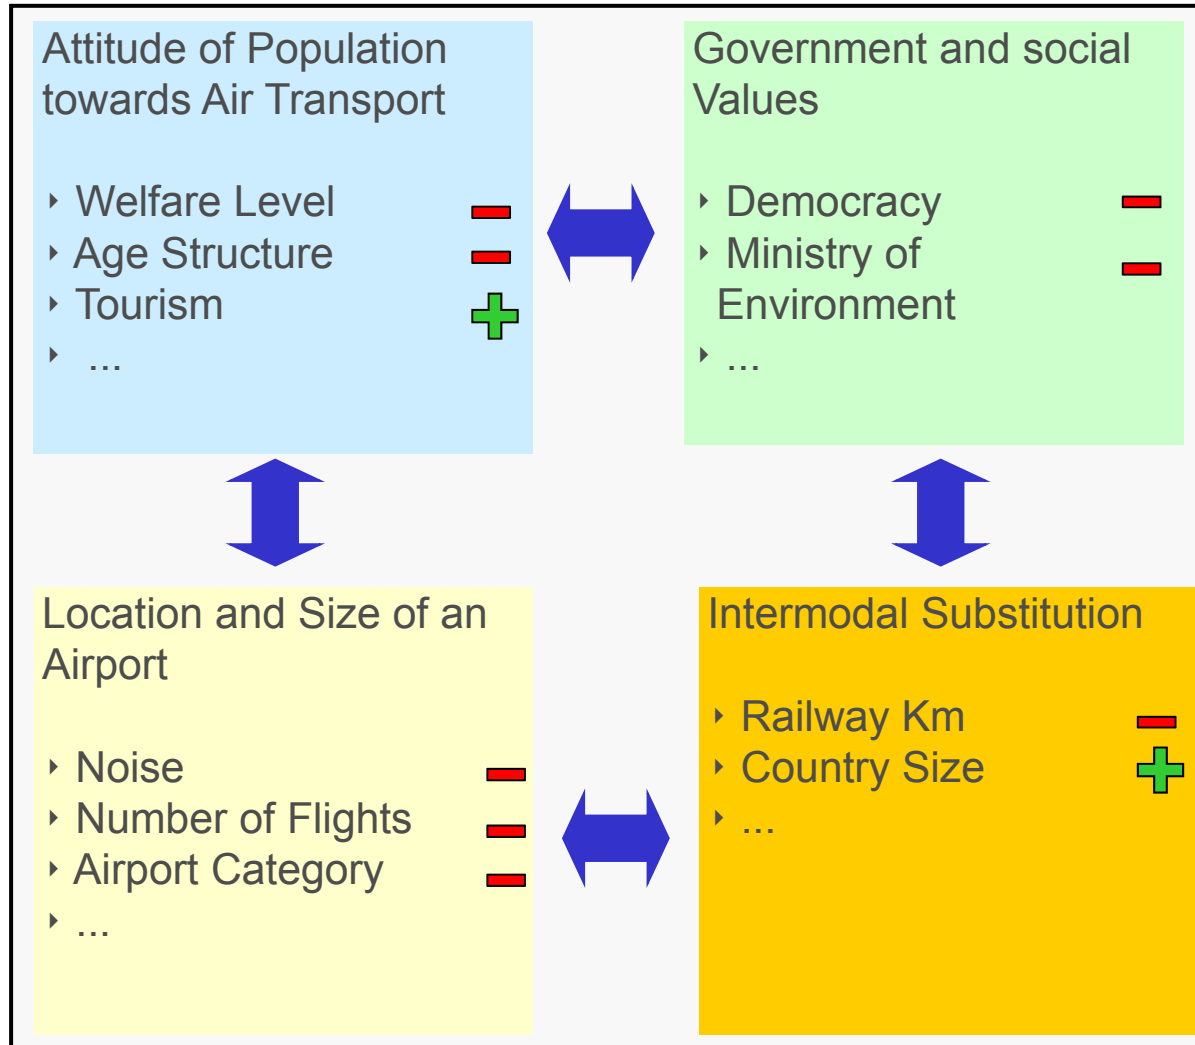 Attitude of Population
towards Air Transport
‣ Welfare Level
‣ Age Structure
‣ Tourism
‣ ...
Government and social
Values
‣ Democracy
‣ Ministry of
Environment
‣ ...
Location and Size of an
Airport
‣ Noise
‣ Number of Flights
‣ Airport Category
‣ ...
Intermodal Substitution
‣ Railway Km
‣ Country Size
‣ ...